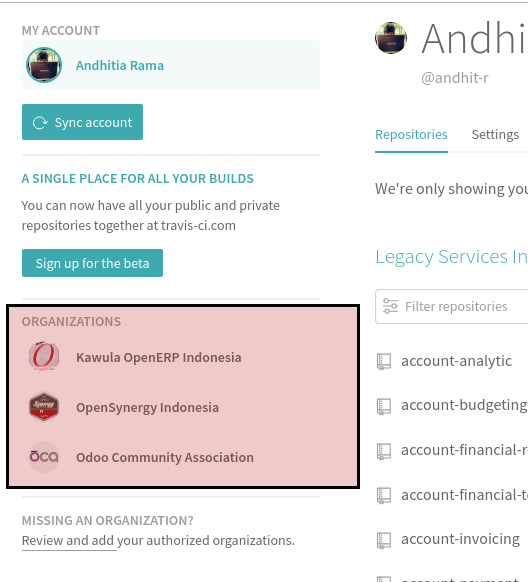 MY ACCOUNT
Andhitia Rama
Sync account
A SINGLE PLACE FOR ALL YOUR BUILDS
You can now have all your public and private
repositories together at travis-ci.com
Sign up for the beta
ORGANIZATIONS
Kawula OpenERP Indonesia
OpenSynergy Indonesia
oca
Odoo Community Association
MISSING AN ORGANIZATION?
Review and add your authorized organizations.
Andhi
@andhit-r
Repositories Settings
We're only showing you
Legacy Services In
Filter repositories
account-analytic
account-budgeting
account-financial-r
account-financial-t
account-invoicing